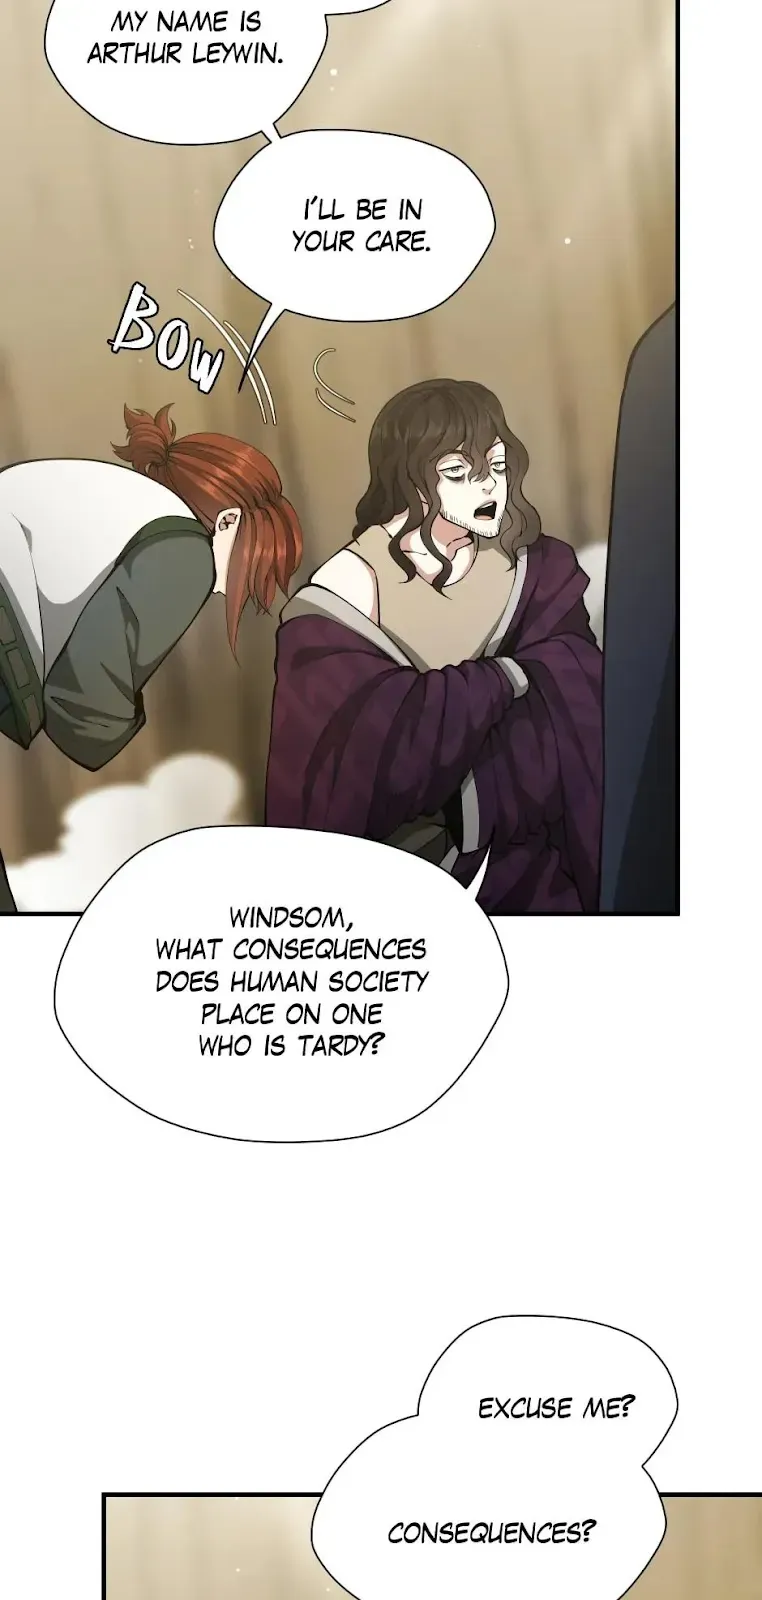 MY NAME IS
ARTHUR LEYWIN.
I'LL BE IN
YOUR CARE.
BOW
WINDSOM,
WHAT CONSEQUENCES
DOES HUMAN SOCIETY
PLACE ON ONE
WHO IS TARDY?
EXCUSE ME?
CONSEQUENCES?